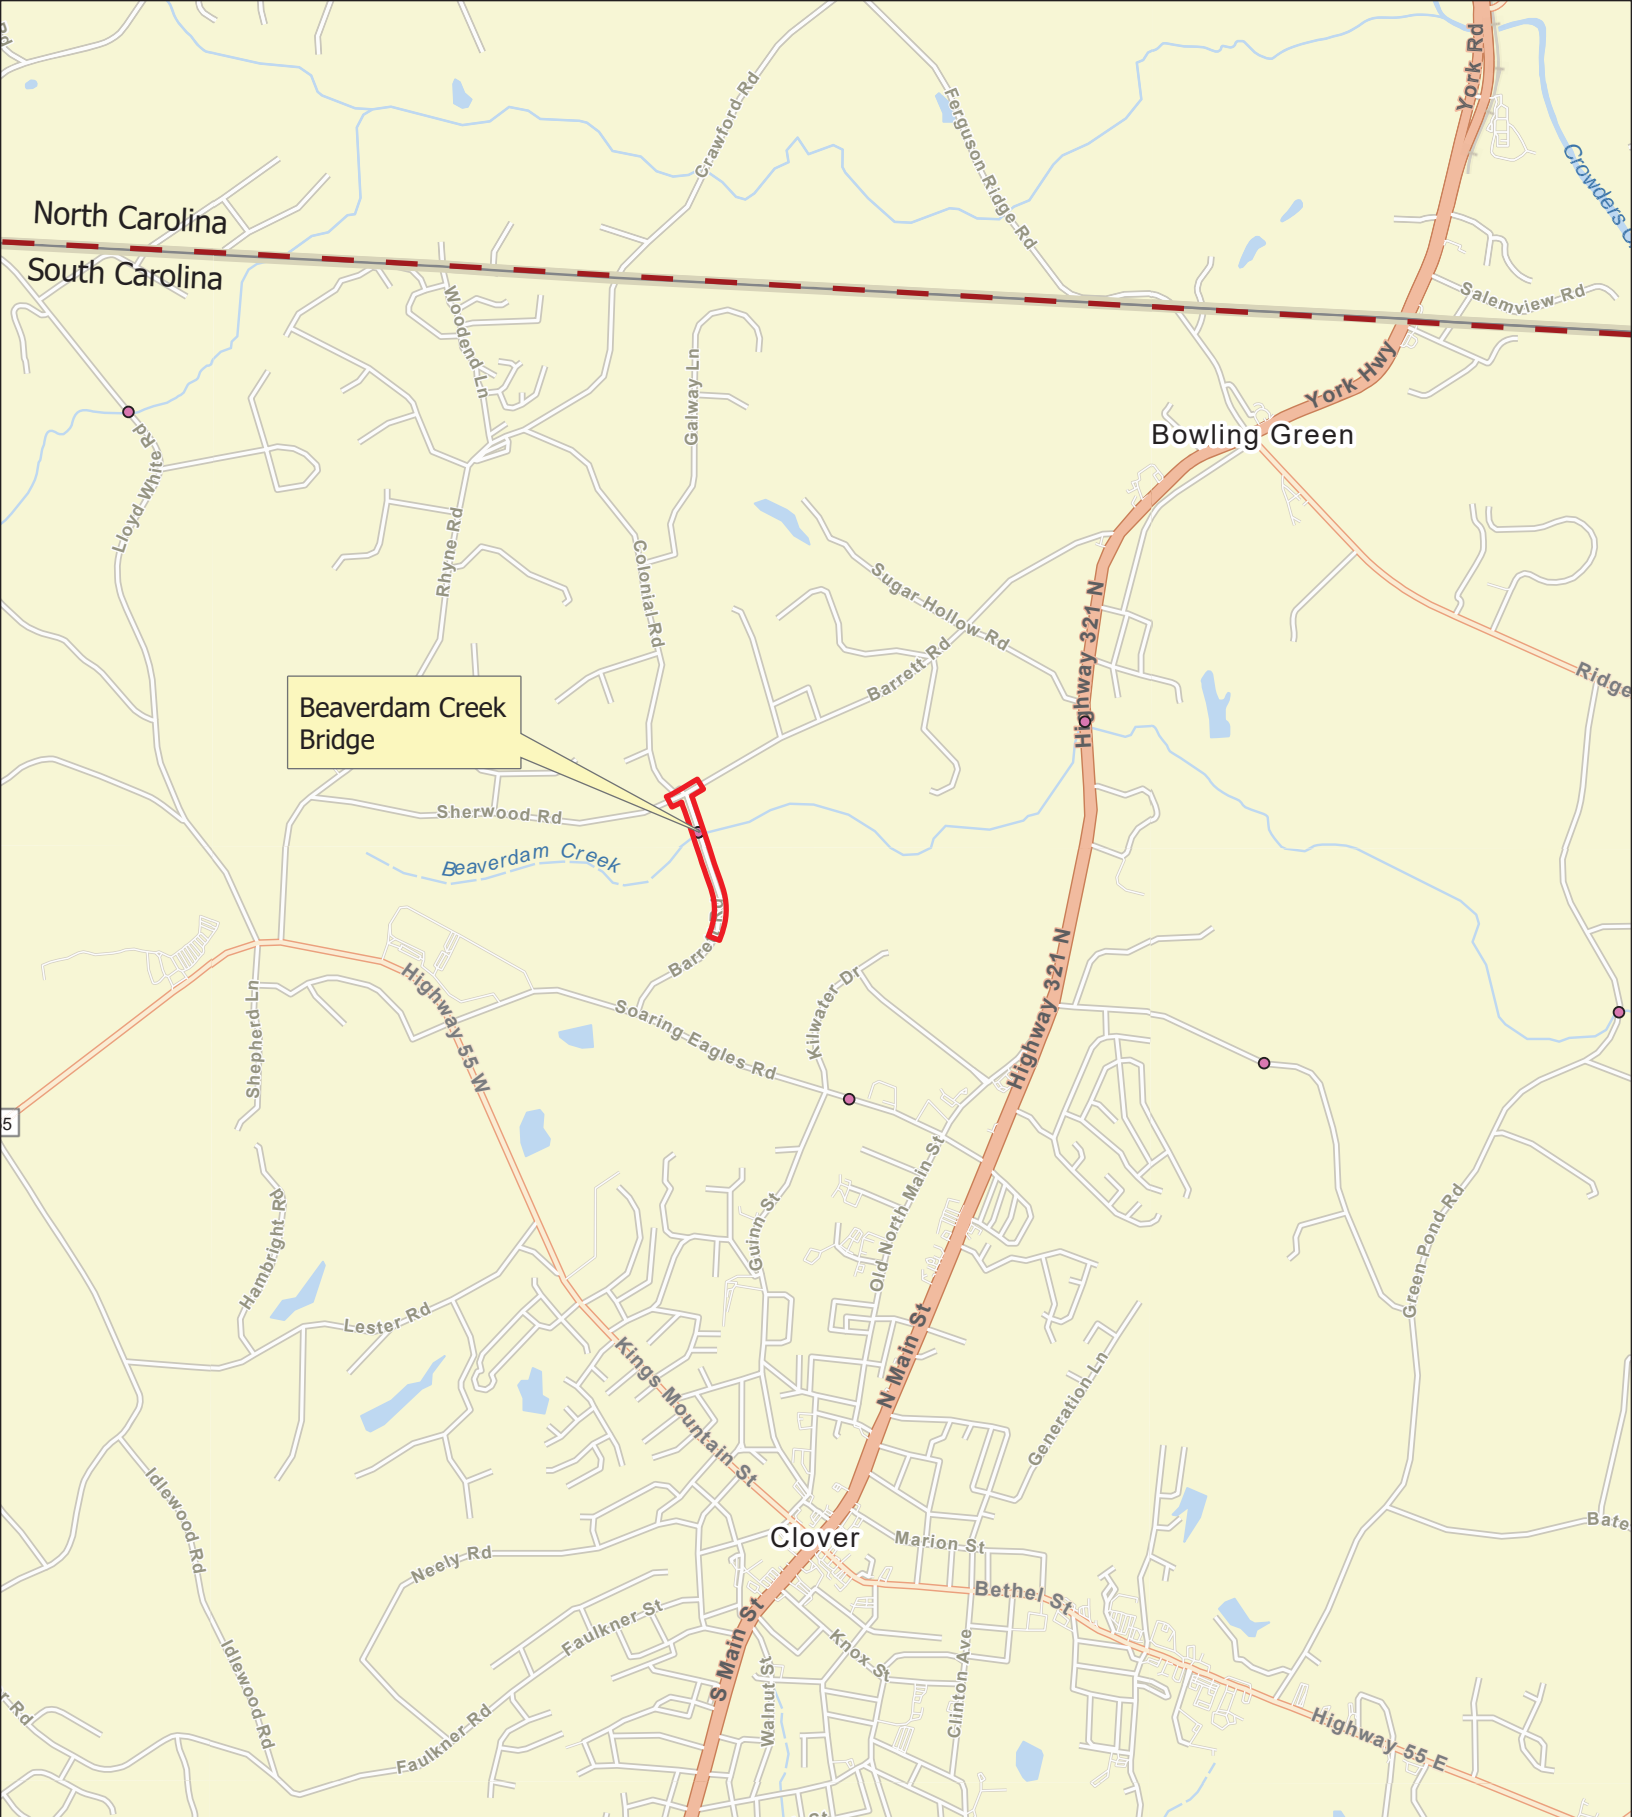 York Rd
Crawford Rd
Ferguson Ridge Rd
Crowders
North Carolina
South Carolina
Woodend Ln
Salemview Rd
York Hwy
Galway Ln
Bowling Green
Lloyd White Rd
Rhyne Rd
Colonial Rd
Sugar Hollow Rd
Highway 321 N
Barrett Rd
Ridge
Beaverdam Creek
Bridge
Sherwood Rd
Beaverdam Creek
Barrett Rd
Highway 321 N
Highway 55 W
Shepherd Ln
Soaring Eagles Rd
Kilwater Dr
5
Hambright Rd
Guinn St
Old North Main St
Green Pond Rd
Lester Rd
Kings Mountain St
N Main St
Generation Ln
Idlewood Rd
Clover
Marion St
Bate
Neely Rd
Bethel St
Faulkner St
Knox St
S Main St
Walnut St
Clinton Ave
Idlewood Rd
r Rd
Faulkner Rd
Highway 55 E
St